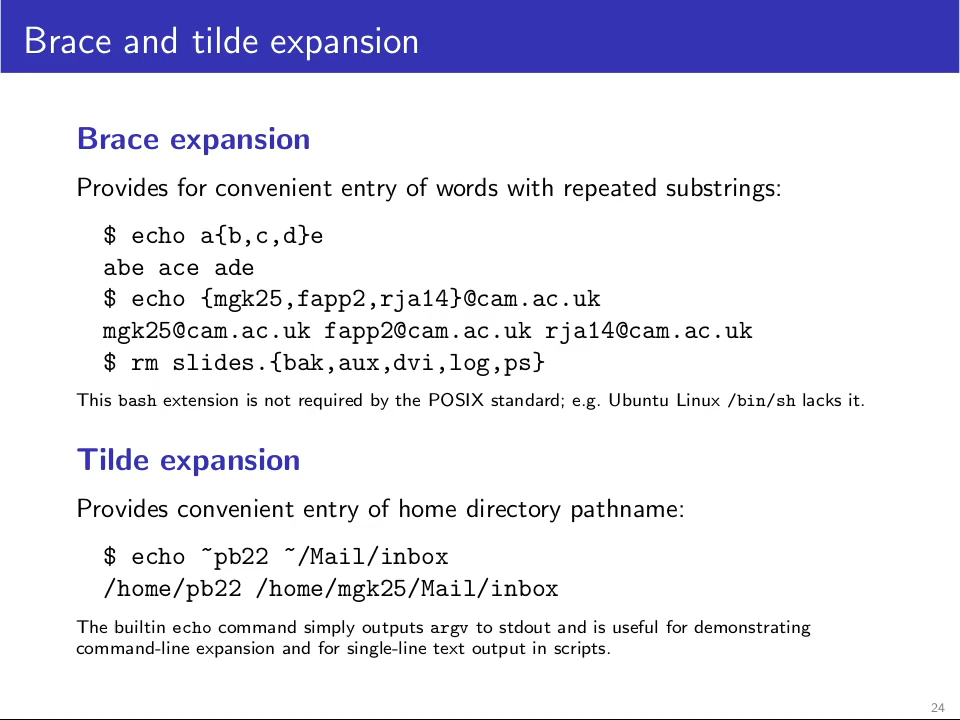 Brace and tilde expansion
Brace expansion
Provides for convenient entry of words with repeated substrings:
$ echo a{b,c,d}e
abe ace ade
$ echo {mgk25,fapp2,rja14}@cam.ac.uk
mgk25@cam.ac.uk fapp2@cam.ac.uk rja14@cam.ac.uk
$ rm slides.{bak,aux,dvi,log,ps}
This bash extension is not required by the POSIX standard; e.g. Ubuntu Linux /bin/sh lacks it.
Tilde expansion
Provides convenient entry of home directory pathname:
$ echo ~pb22 ~/Mail/inbox
/home/pb22 /home/mgk25/Mail/inbox
The builtin echo command simply outputs argv to stdout and is useful for demonstrating
command-line expansion and for single-line text output in scripts.
24